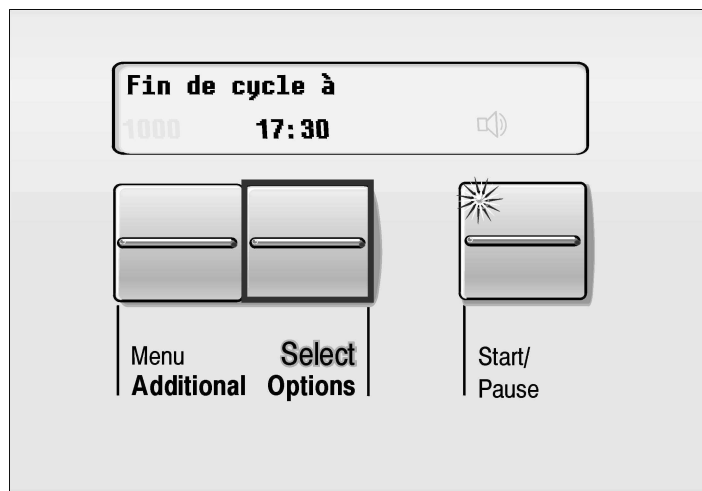 Fin de cycle à
1000 17:30
Menu Select
Additional Options
Start/
Pause